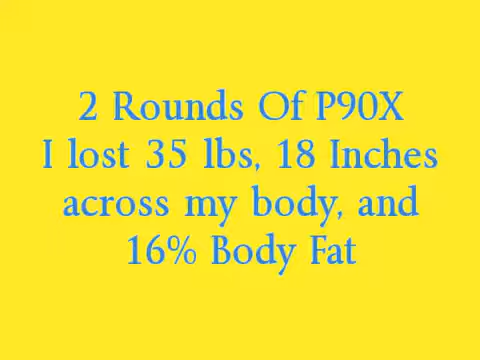 2 Rounds Of P90X
I lost 35 lbs, 18 Inches
across my body, and
16% Body Fat